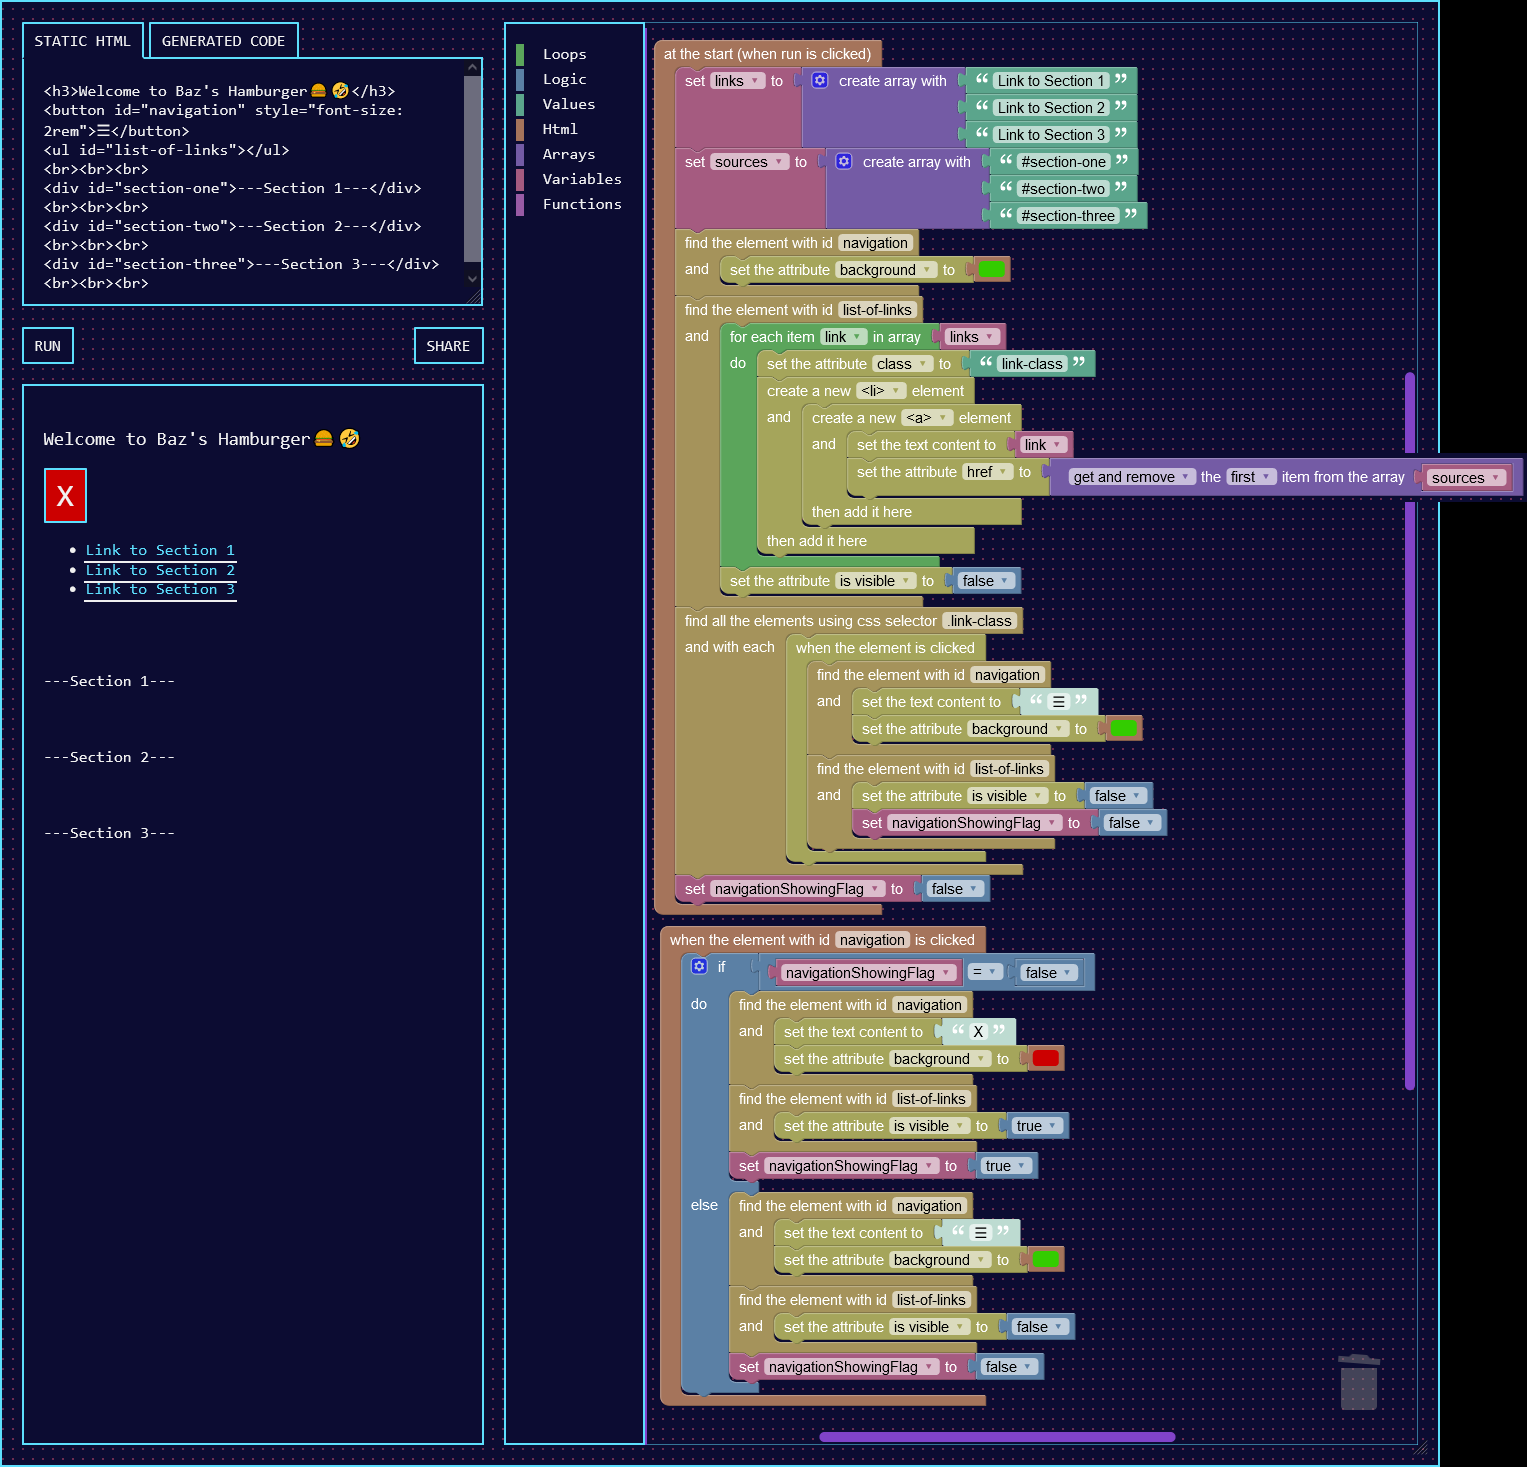 STATIC HTML
GENERATED CODE
<h3>Welcome to Baz's Hamburger🍔🤣</h3>
<button id="navigation" style="font-size:
2rem">☰</button>
<ul id="list-of-links"></ul>
<br><br><br>
<div id="section-one">---Section 1---</div>
<br><br><br>
<div id="section-two">---Section 2---</div>
<br><br><br>
<div id="section-three">---Section 3---</div>
<br><br><br>
RUN
SHARE
Welcome to Baz's Hamburger🍔🤣
X
• Link to Section 1
• Link to Section 2
• Link to Section 3
---Section 1---
---Section 2---
---Section 3---
Loops
Logic
Values
Html
Arrays
Variables
Functions
at the start (when run is clicked)
set links ▾ to create array with “ Link to Section 1 ”
“ Link to Section 2 ”
“ Link to Section 3 ”
set sources ▾ to create array with “ #section-one ”
“ #section-two ”
“ #section-three ”
find the element with id navigation
and set the attribute background ▾ to
find the element with id list-of-links
and for each item link ▾ in array links ▾
do set the attribute class ▾ to “ link-class ”
create a new <li> ▾ element
and create a new <a> ▾ element
and set the text content to link ▾
set the attribute href ▾ to get and remove ▾ the first ▾ item from the array sources ▾
then add it here
then add it here
set the attribute is visible ▾ to false ▾
find all the elements using css selector .link-class
and with each when the element is clicked
find the element with id navigation
and set the text content to “ ☰ ”
set the attribute background ▾ to
find the element with id list-of-links
and set the attribute is visible ▾ to false ▾
set navigationShowingFlag ▾ to false ▾
set navigationShowingFlag ▾ to false ▾
when the element with id navigation is clicked
if navigationShowingFlag ▾ = ▾ false ▾
do find the element with id navigation
and set the text content to “ X ”
set the attribute background ▾ to
find the element with id list-of-links
and set the attribute is visible ▾ to true ▾
set navigationShowingFlag ▾ to true ▾
else find the element with id navigation
and set the text content to “ ☰ ”
set the attribute background ▾ to
find the element with id list-of-links
and set the attribute is visible ▾ to false ▾
set navigationShowingFlag ▾ to false ▾